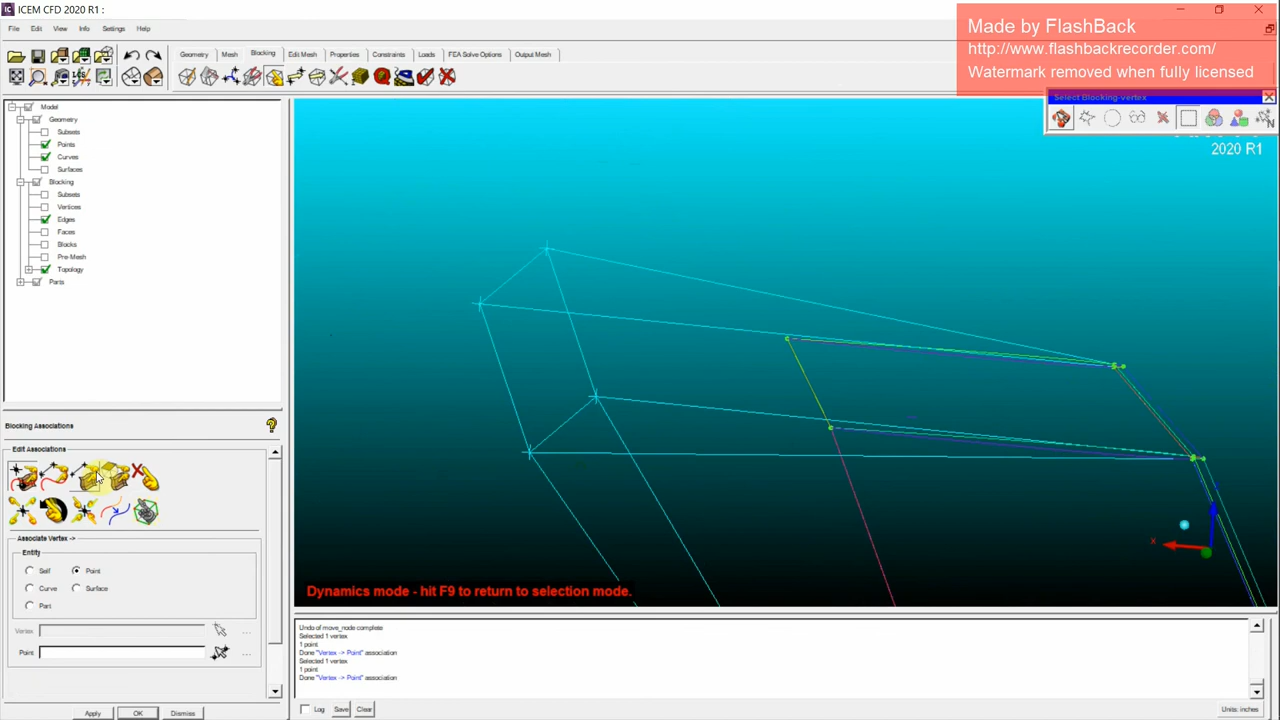 ICEM CFD 2020 R1 :
File Edit View Info Settings Help
Geometry Mesh Blocking Edit Mesh Properties Constraints Loads FEA Solve Options Output Mesh
Made by FlashBack
http://www.flashbackrecorder.com/
Watermark removed when fully licensed
Select Blocking-vertex
2020 R1
Model
Geometry
Subsets
Points
Curves
Surfaces
Blocking
Subsets
Vertices
Edges
Faces
Blocks
Pre-Mesh
Topology
Parts
Blocking Associations
Edit Associations
Associate Vertex ->
Entity
Self Point
Curve Surface
Part
Vertex
Point
Apply OK Dismiss
X
Dynamics mode - hit F9 to return to selection mode.
Undo of move_node complete
Selected 1 vertex
1 point
Done "Vertex -> Point" association
Selected 1 vertex
1 point
Done "Vertex -> Point" association
Log Save Clear
Units: inches